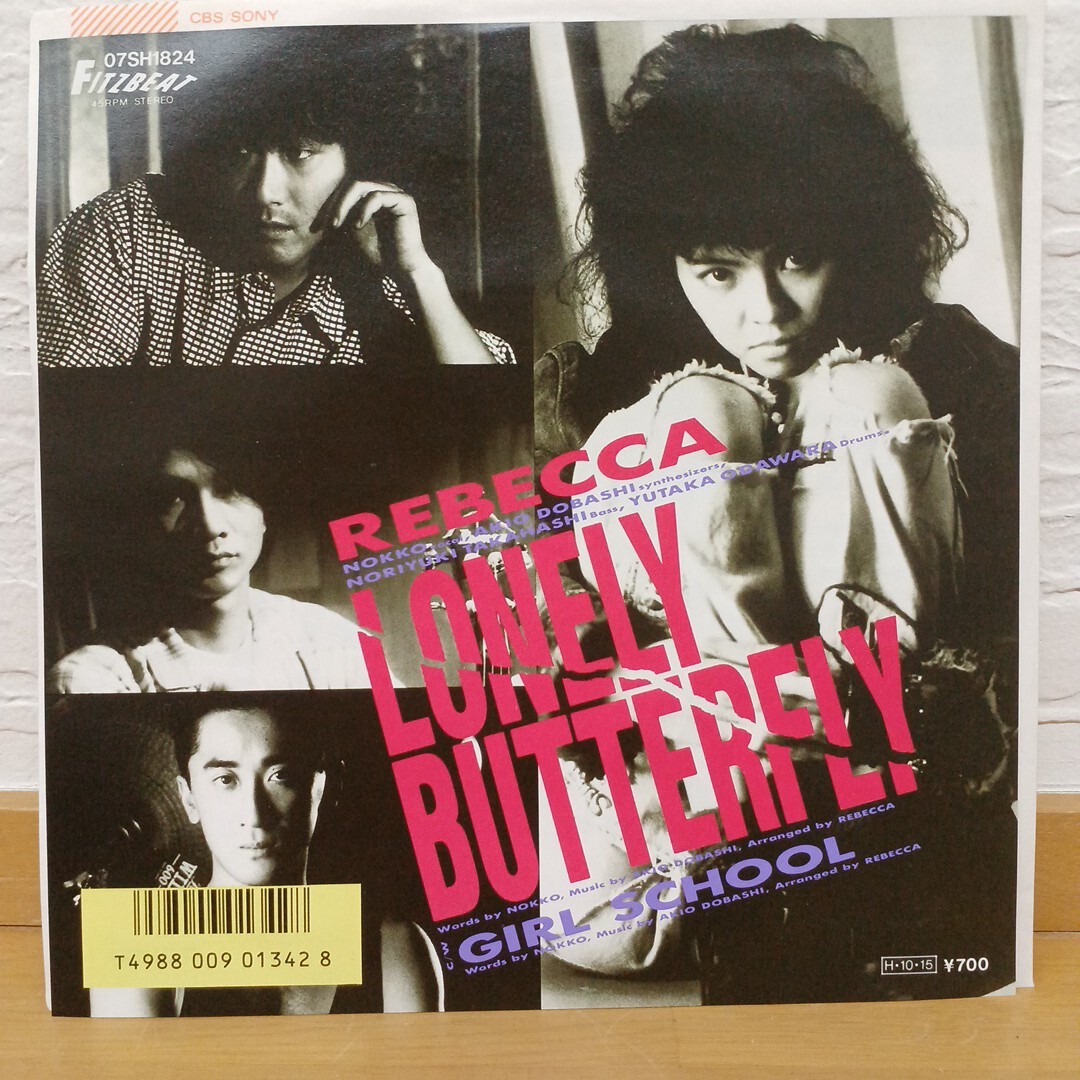 CBS/SONY
07SH1824
FITZBEAT
45RPM STEREO
REBECCA
NOKKO Vocal, AKIO DOBASHI Synthesizers,
NORIYUKI TAKAHASHI Bass, YUTAKA ODAWARA Drums.
LONELY
BUTTERFLY
Words by NOKKO, Music by AKIO DOBASHI, Arranged by REBECCA
GIRL SCHOOL
Words by NOKKO, Music by AKIO DOBASHI, Arranged by REBECCA
T4988 009 01342 8
H·10·15 ¥700